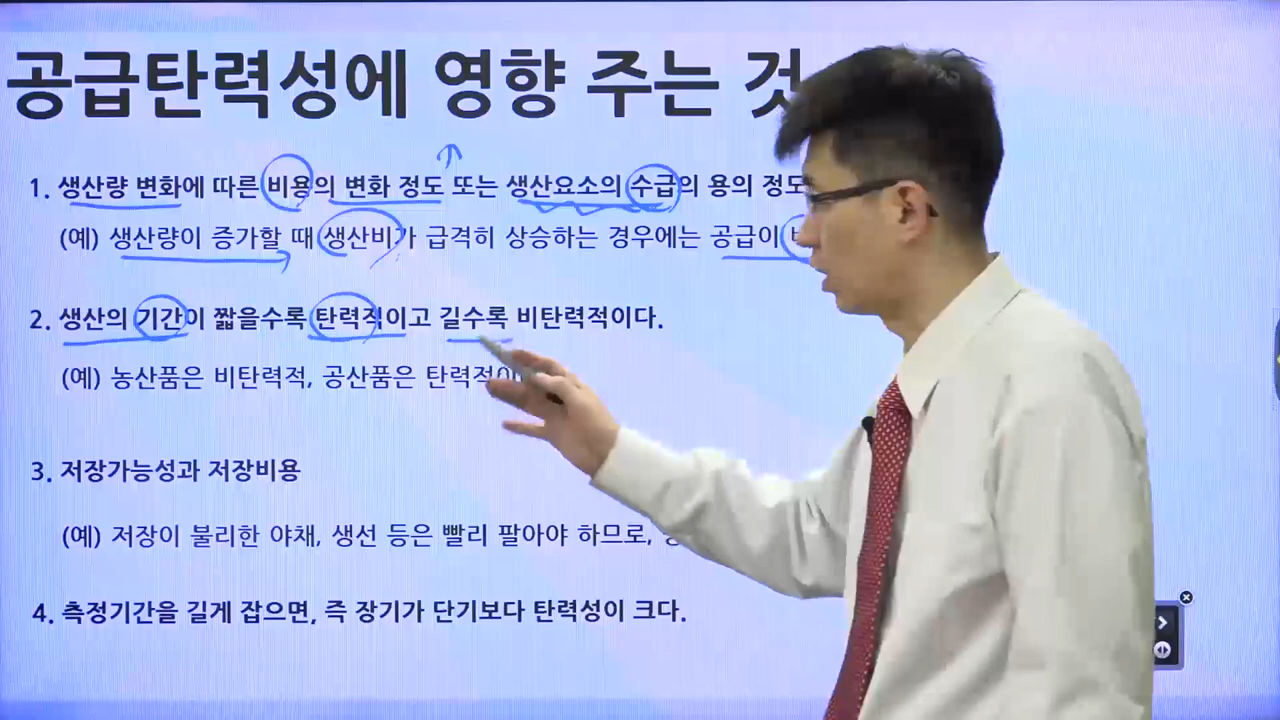 공급탄력성에 영향 주는 것
1. 생산량 변화에 따른 비용의 변화 정도 또는 생산요소의 수급의 용의 정도
(예) 생산량이 증가할 때 생산비가 급격히 상승하는 경우에는 공급이
2. 생산의 기간이 짧을수록 탄력적이고 길수록 비탄력적이다.
(예) 농산품은 비탄력적, 공산품은 탄력적이
3. 저장가능성과 저장비용
(예) 저장이 불리한 야채, 생선 등은 빨리 팔아야 하므로,
4. 측정기간을 길게 잡으면, 즉 장기가 단기보다 탄력성이 크다.